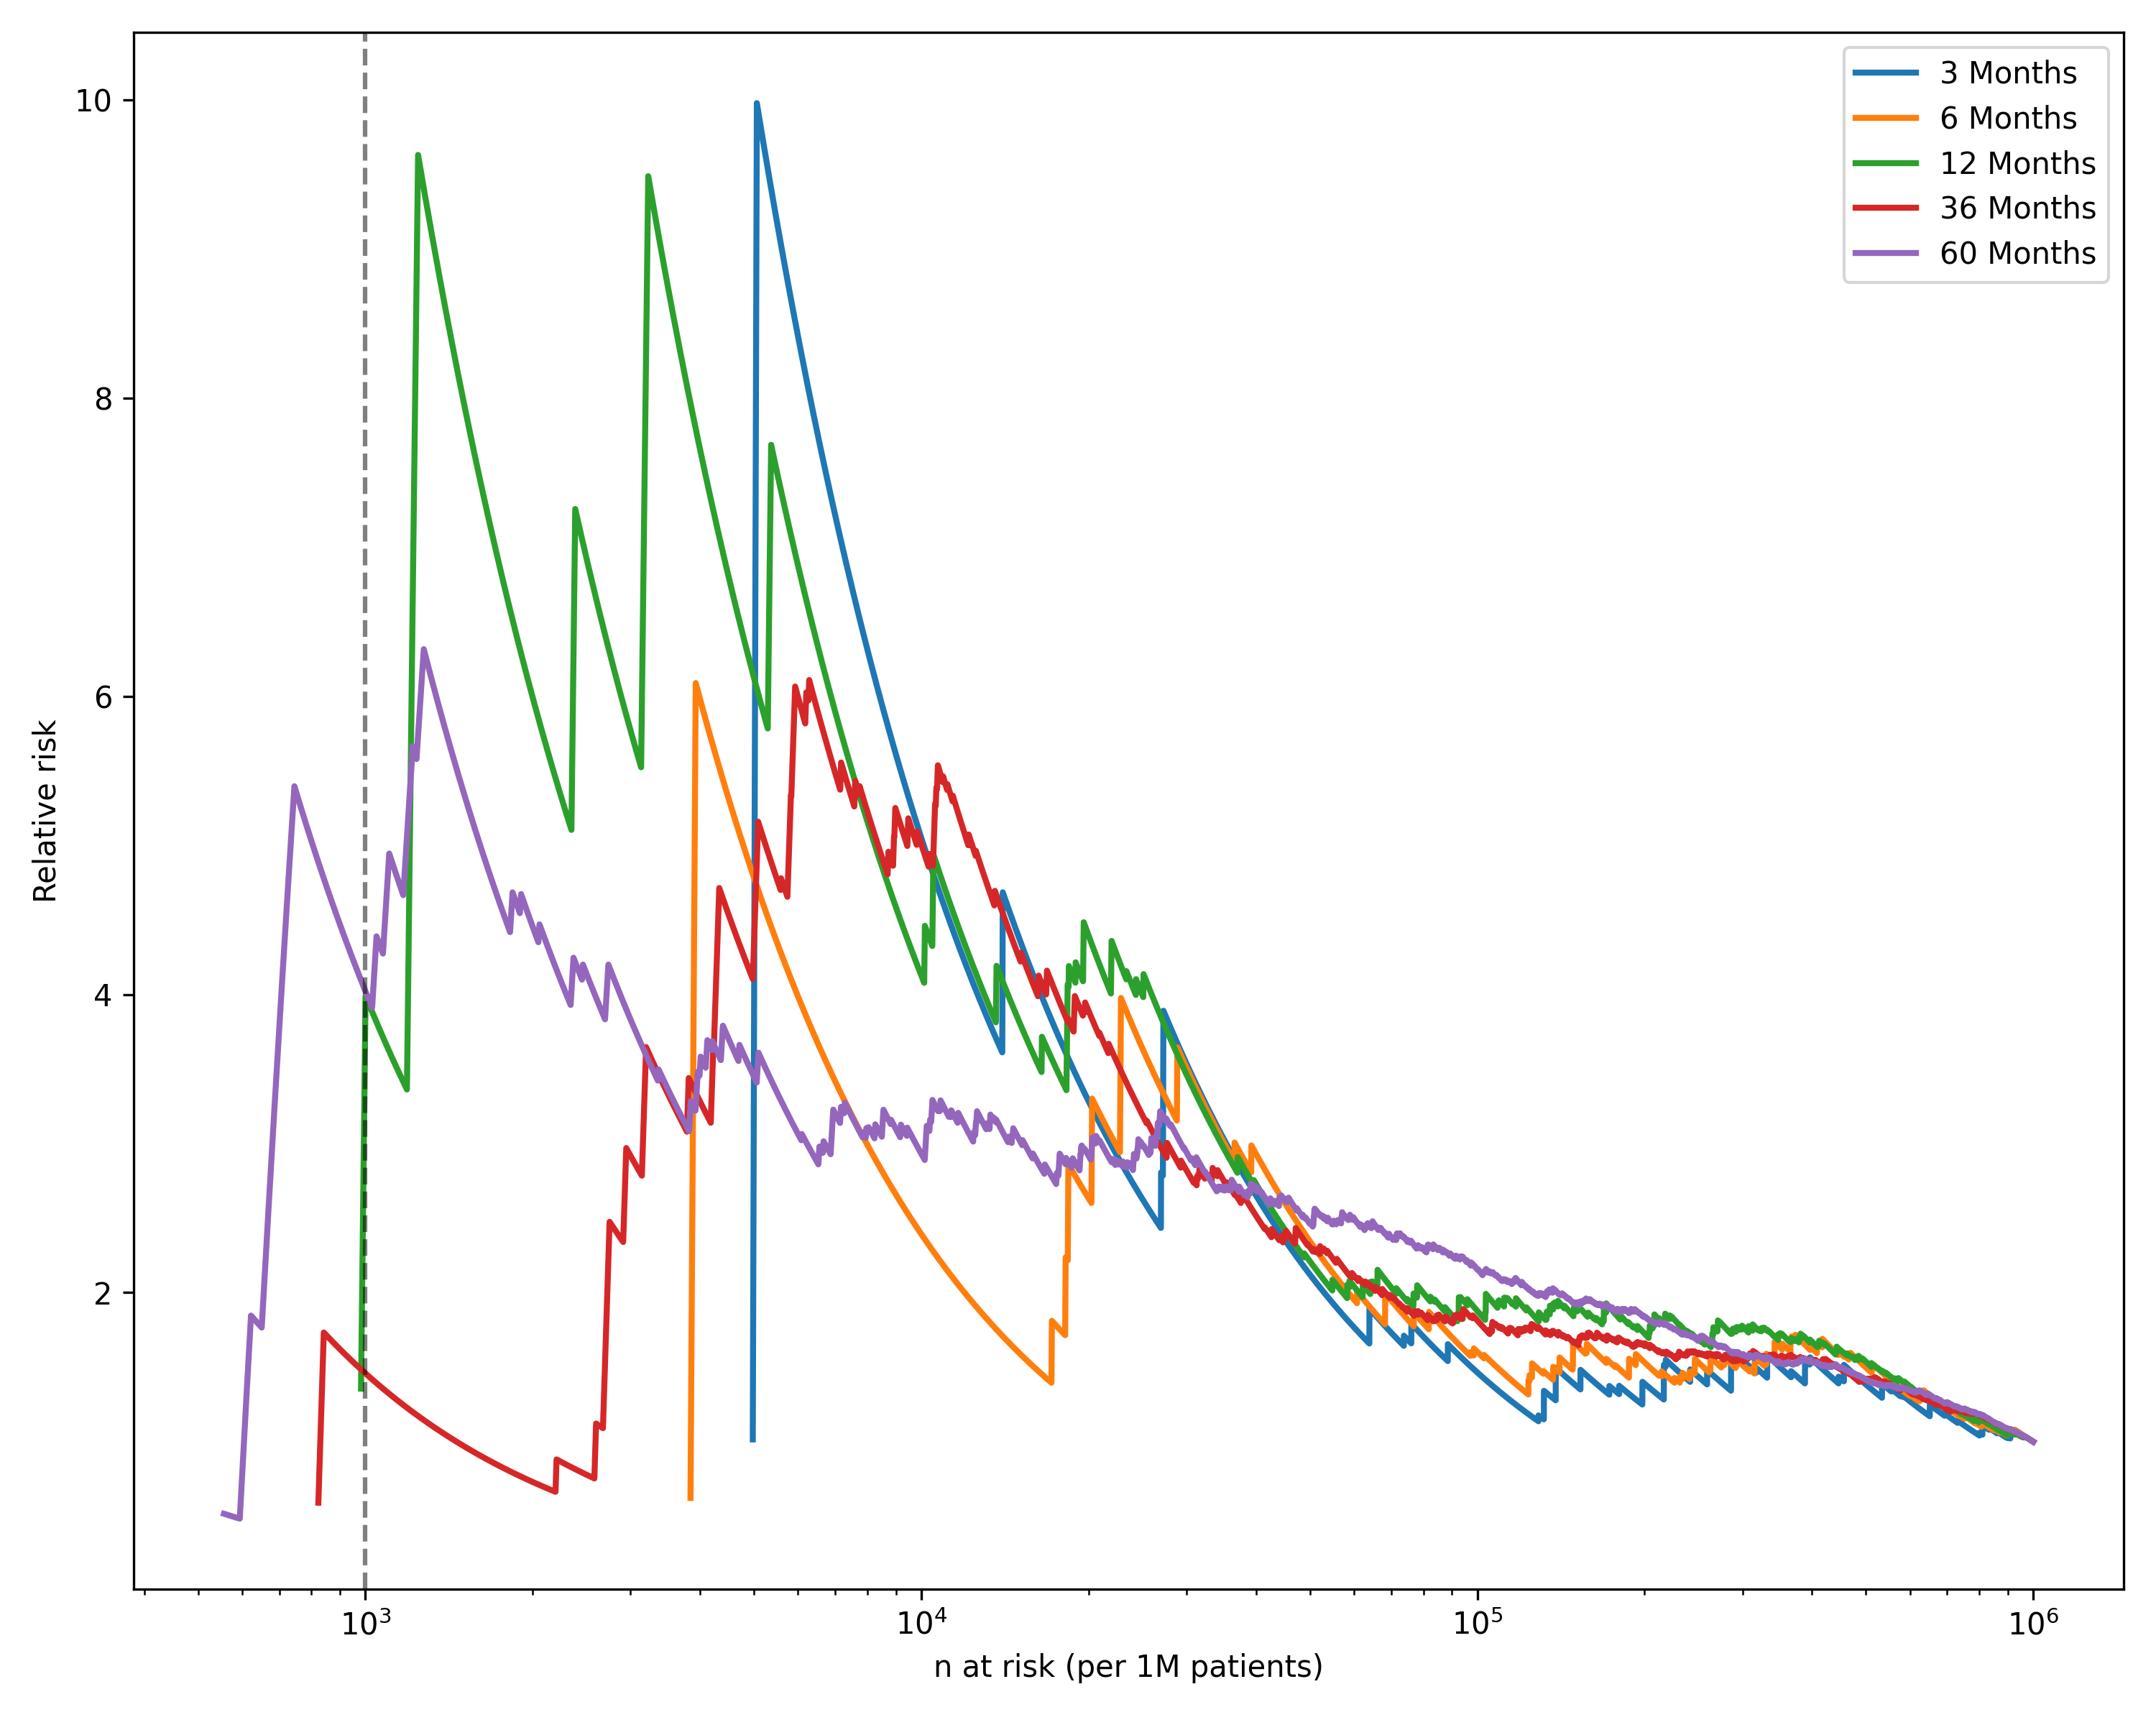 3 Months
6 Months
12 Months
36 Months
60 Months
Relative risk
10
8
6
4
2
10³
10⁴
10⁵
10⁶
n at risk (per 1M patients)